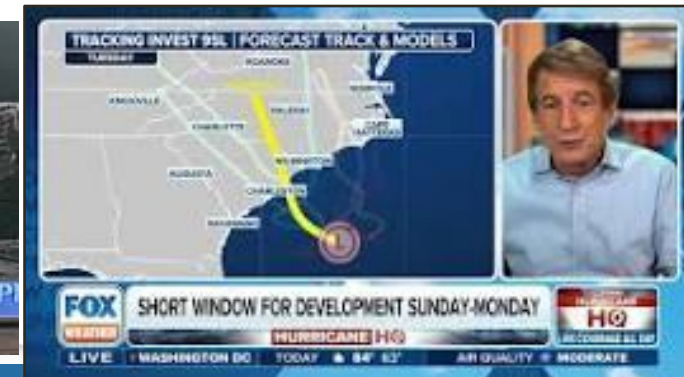 TRACKING INVEST 95L | FORECAST TRACK & MODELS
TUESDAY
ROANOKE
KNOXVILLE
NORFOLK
RALEIGH
CAPE
HATTERAS
CHARLOTTE
WILMINGTON
AUGUSTA
CHARLESTON
SAVANNAH
L
FOX
WEATHER
SHORT WINDOW FOR DEVELOPMENT SUNDAY-MONDAY
HURRICANE HQ
HURRICANE
HQ
LIVE
WASHINGTON DC
TODAY
84° 63°
AIR QUALITY
MODERATE